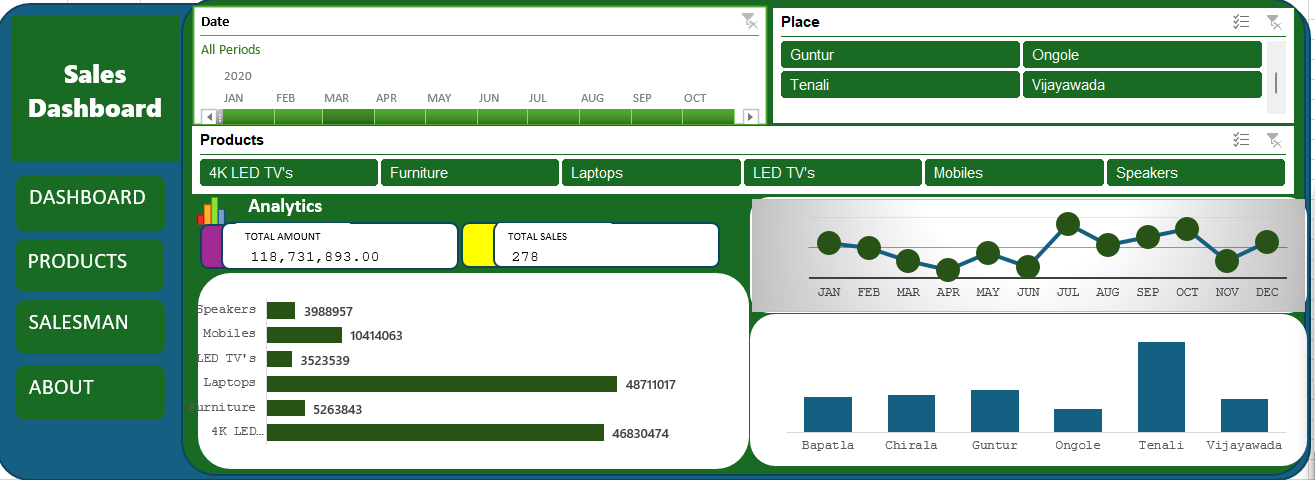 Sales
Dashboard
DASHBOARD
PRODUCTS
SALESMAN
ABOUT
Date
All Periods
2020
JAN FEB MAR APR MAY JUN JUL AUG SEP OCT
Place
Guntur Ongole
Tenali Vijayawada
Products
4K LED TV's Furniture Laptops LED TV's Mobiles Speakers
Analytics
TOTAL AMOUNT
118,731,893.00
TOTAL SALES
278
Speakers 3988957
Mobiles 10414063
LED TV's 3523539
Laptops 48711017
Furniture 5263843
4K LED… 46830474
JAN FEB MAR APR MAY JUN JUL AUG SEP OCT NOV DEC
Bapatla Chirala Guntur Ongole Tenali Vijayawada